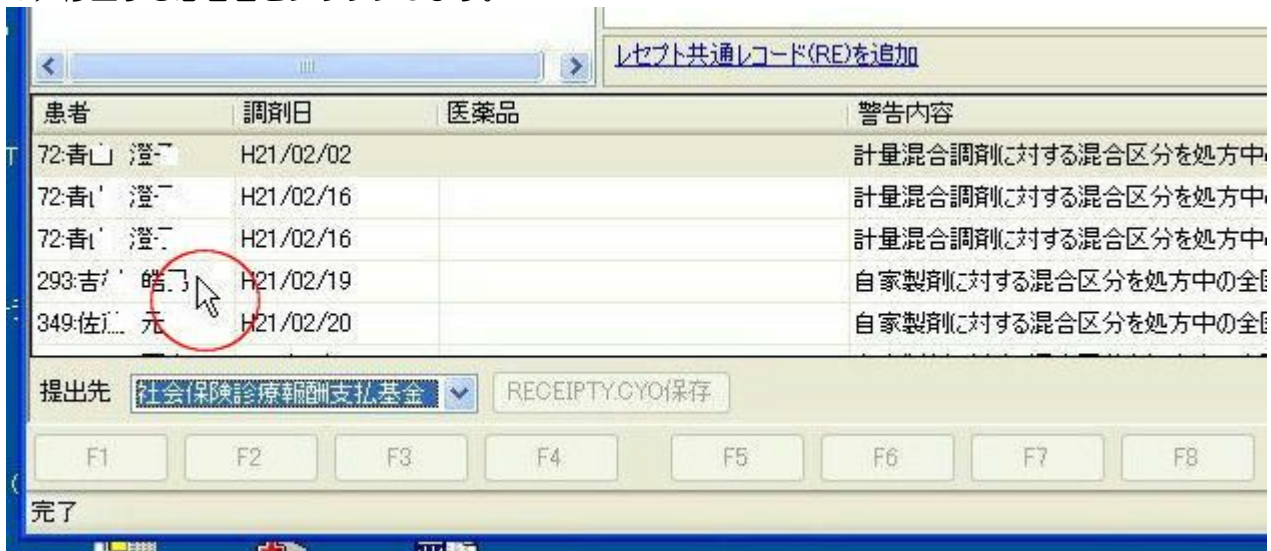 レセプト共通レコード(RE)を追加
患者 調剤日 医薬品 警告内容
72: H21/02/02 計量混合調剤に対する混合区分を処方中
72: H21/02/16 計量混合調剤に対する混合区分を処方中
72: H21/02/16 計量混合調剤に対する混合区分を処方中
293: H21/02/19 自家製剤に対する混合区分を処方中の全
349: H21/02/20 自家製剤に対する混合区分を処方中の全
提出先 社会保険診療報酬支払基金 RECEIPTY.CYO保存
F1 F2 F3 F4 F5 F6 F7 F8
完了